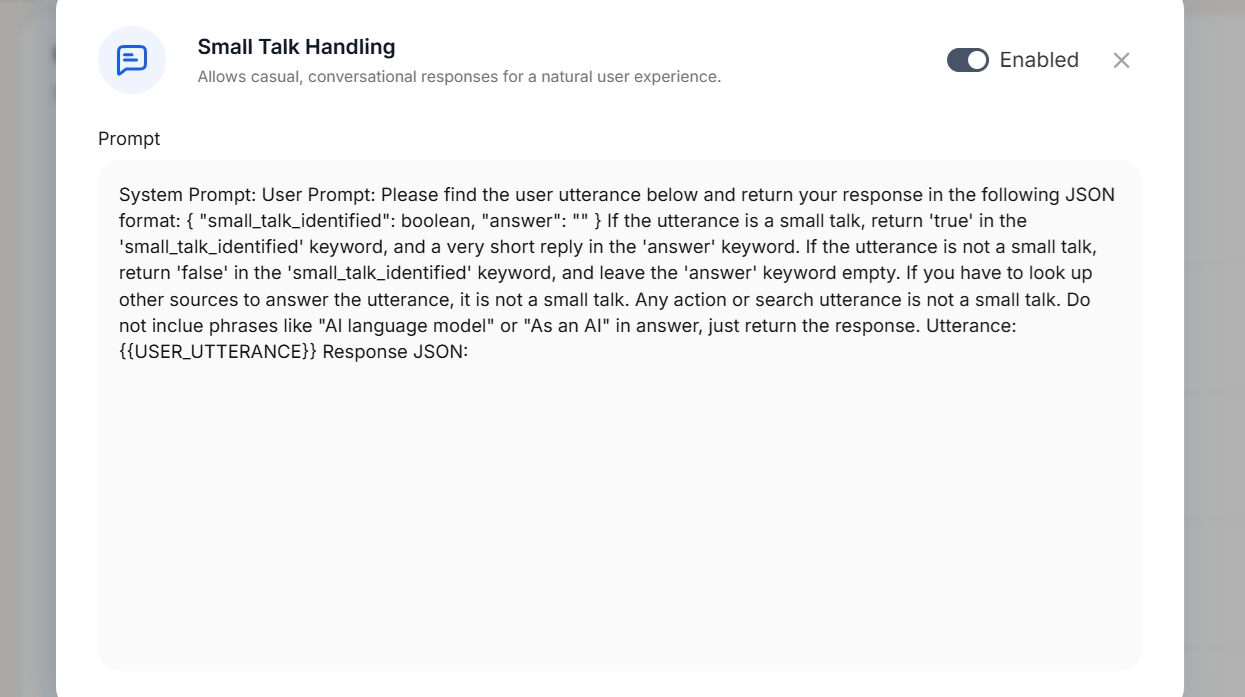 Small Talk Handling
Allows casual, conversational responses for a natural user experience.
Enabled
Prompt
System Prompt: User Prompt: Please find the user utterance below and return your response in the following JSON
format: { "small_talk_identified": boolean, "answer": "" } If the utterance is a small talk, return 'true' in the
'small_talk_identified' keyword, and a very short reply in the 'answer' keyword. If the utterance is not a small talk,
return 'false' in the 'small_talk_identified' keyword, and leave the 'answer' keyword empty. If you have to look up
other sources to answer the utterance, it is not a small talk. Any action or search utterance is not a small talk. Do
not inclue phrases like "AI language model" or "As an AI" in answer, just return the response. Utterance:
{{USER_UTTERANCE}} Response JSON: